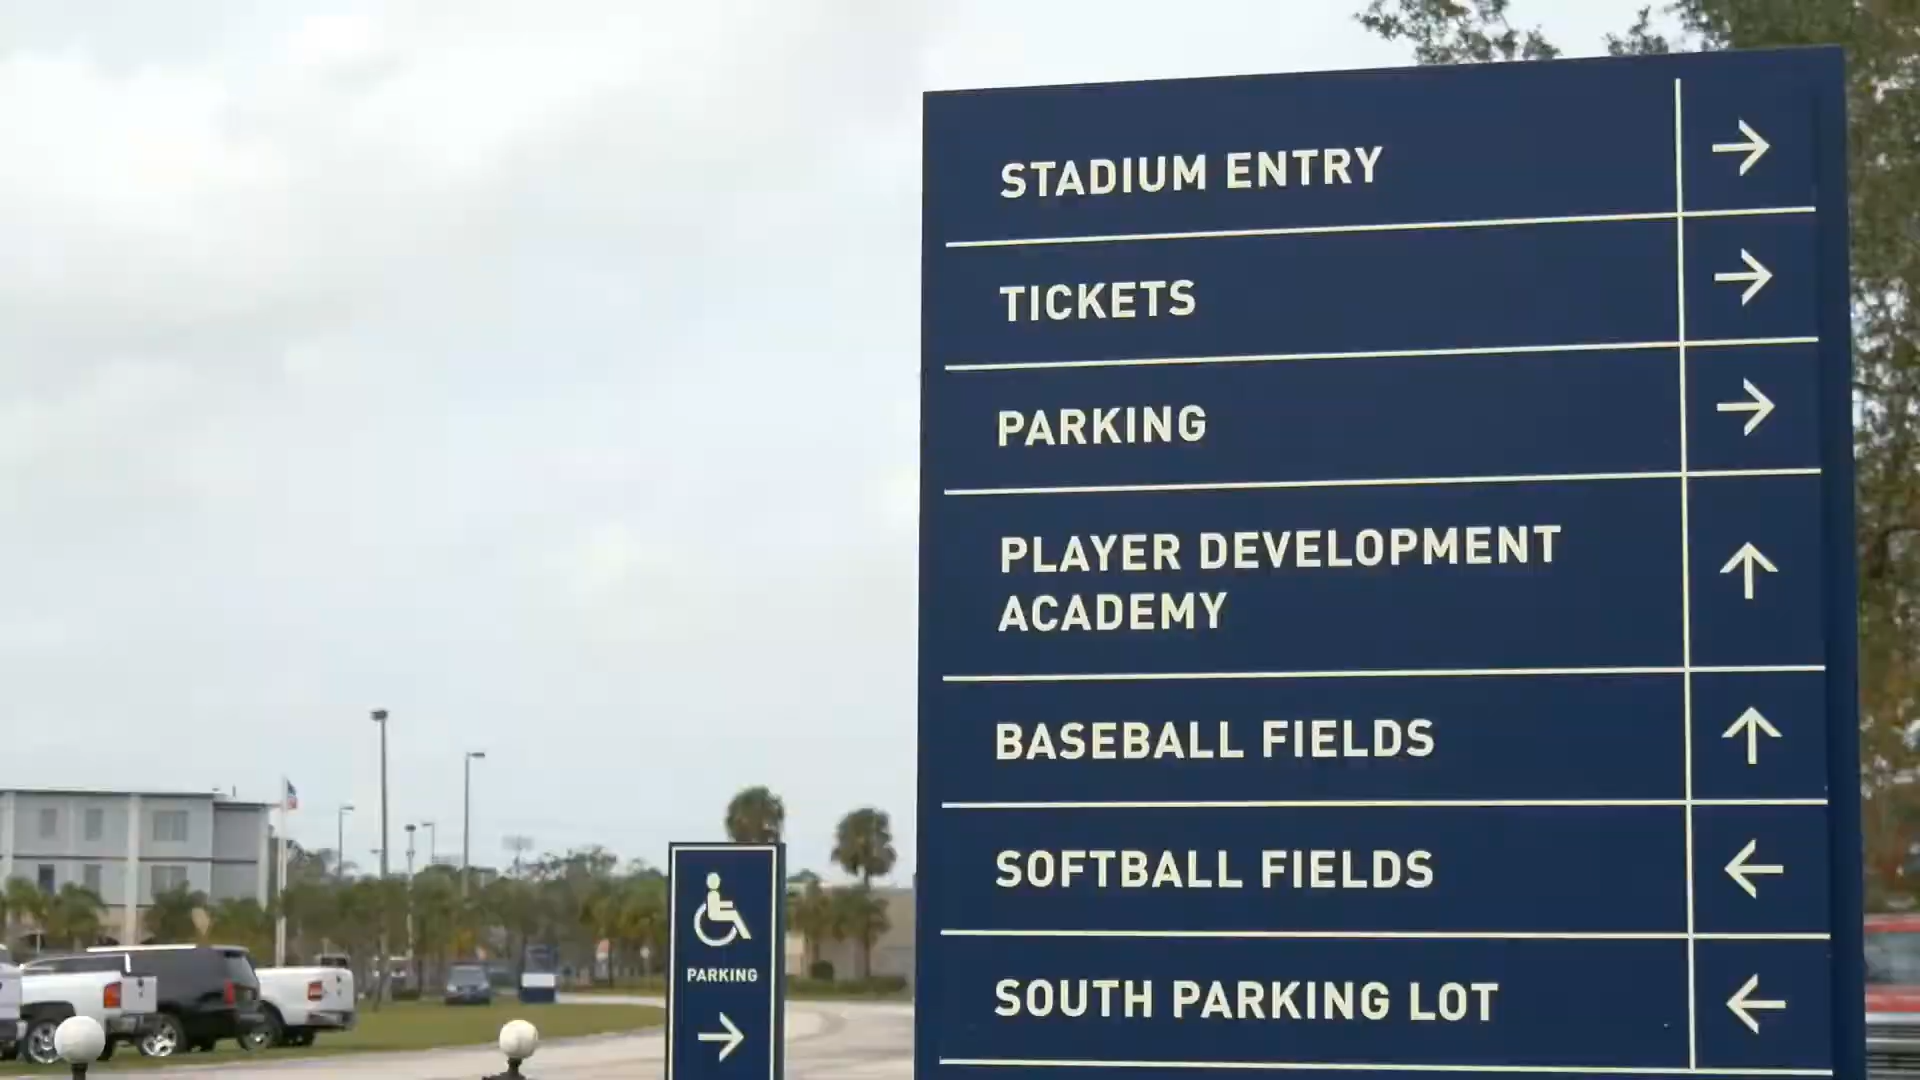 STADIUM ENTRY →
TICKETS →
PARKING →
PLAYER DEVELOPMENT
ACADEMY ↑
BASEBALL FIELDS ↑
SOFTBALL FIELDS ←
SOUTH PARKING LOT ←
PARKING
→